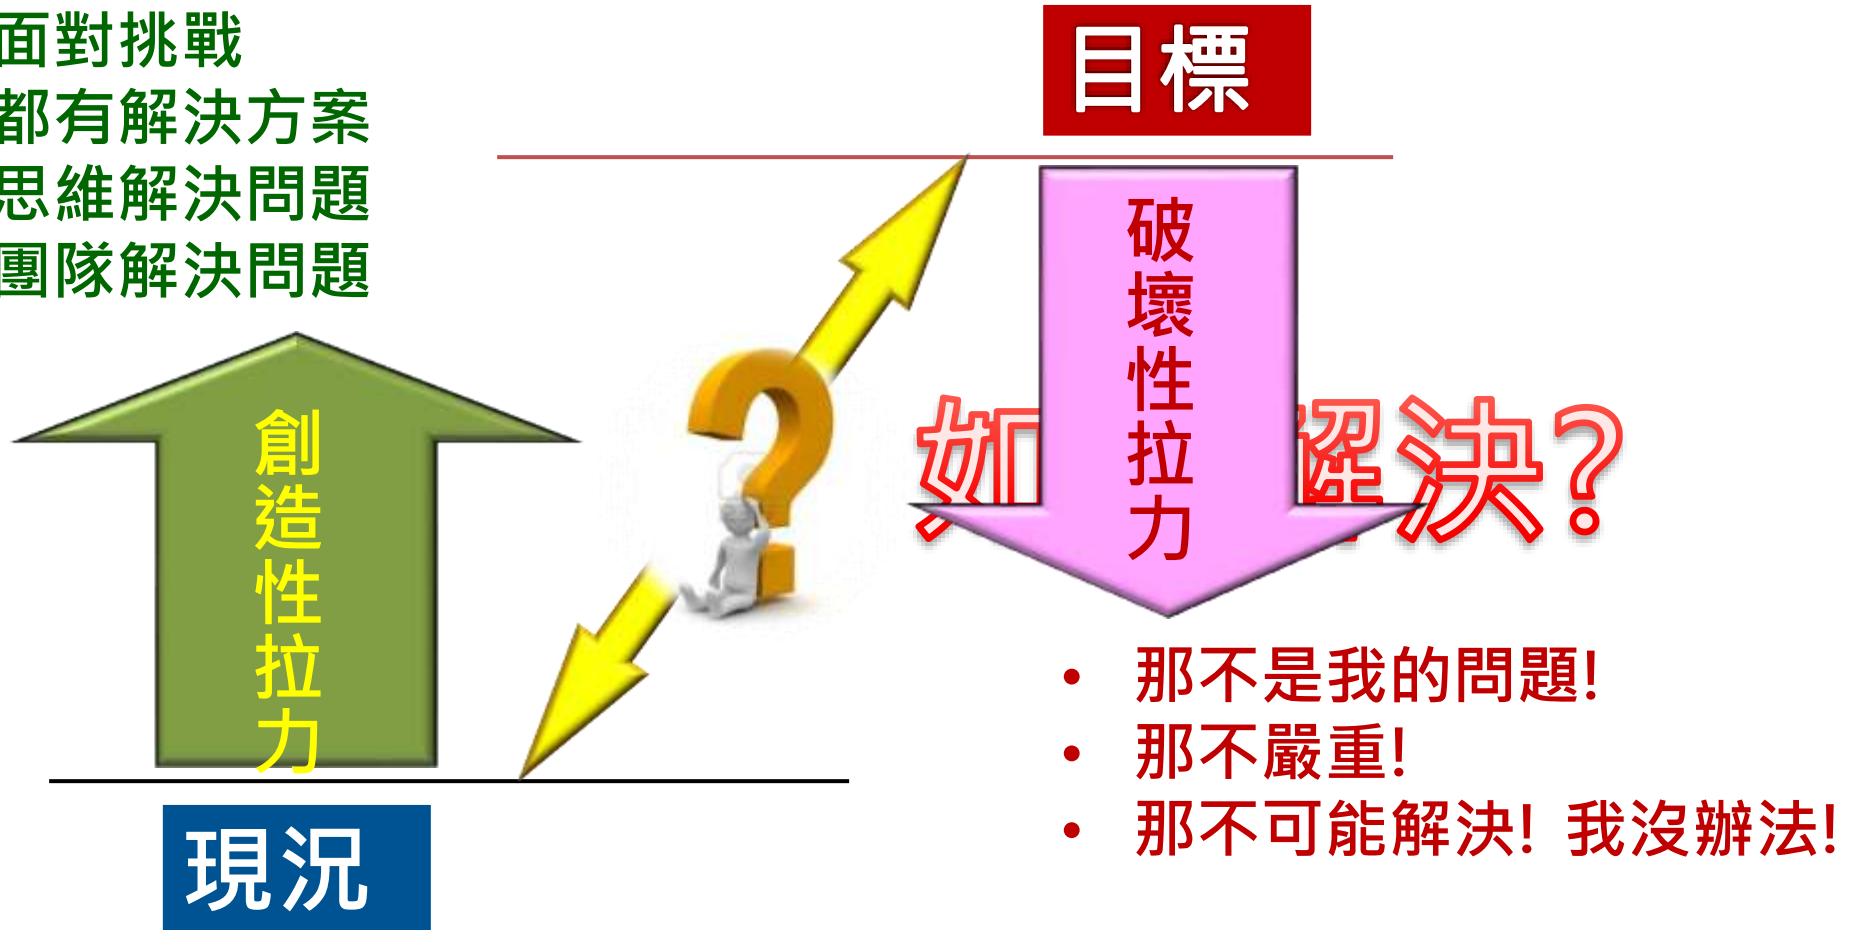 面對挑戰
都有解決方案
思維解決問題
團隊解決問題
目標
創造性拉力
破壞性拉力
如解決?
• 那不是我的問題!
• 那不嚴重!
• 那不可能解決! 我沒辦法!
現況